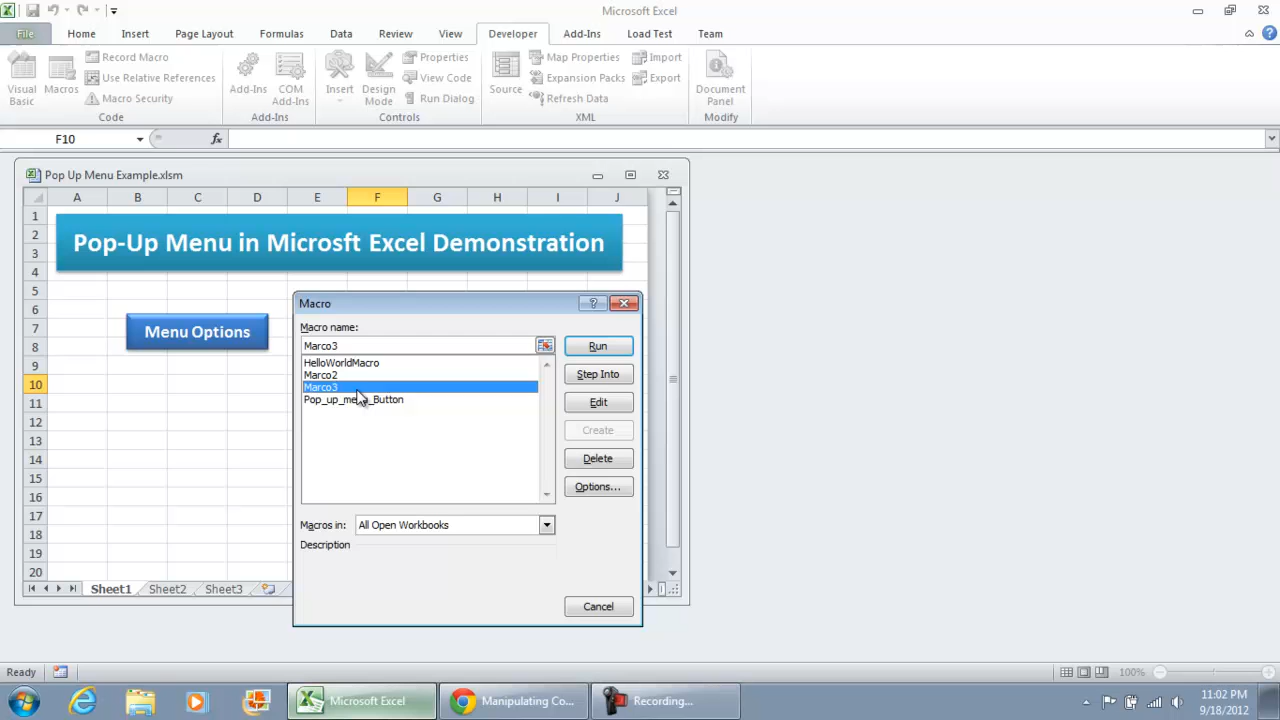 Microsoft Excel
File Home Insert Page Layout Formulas Data Review View Developer Add-Ins Load Test Team
Visual Basic
Macros
Record Macro
Use Relative References
Macro Security
Code
Add-Ins
COM Add-Ins
Add-Ins
Insert
Design Mode
Properties
View Code
Run Dialog
Controls
Source
Map Properties
Expansion Packs
Refresh Data
Import
Export
XML
Document Panel
Modify
F10 fx
Pop Up Menu Example.xlsm
A B C D E F G H I J
1
2
Pop-Up Menu in Microsft Excel Demonstration
3
4
5
6
7
Menu Options
8
9
10
11
12
13
14
15
16
17
18
19
20
Sheet1 Sheet2 Sheet3
Macro
Macro name:
Marco3
HelloWorldMacro
Marco2
Marco3
Run
Step Into
Edit
Create
Delete
Options...
Macros in: All Open Workbooks
Description
Cancel
Ready 100%
Microsoft Excel
Manipulating Co...
Recording...
11:02 PM
9/18/2012